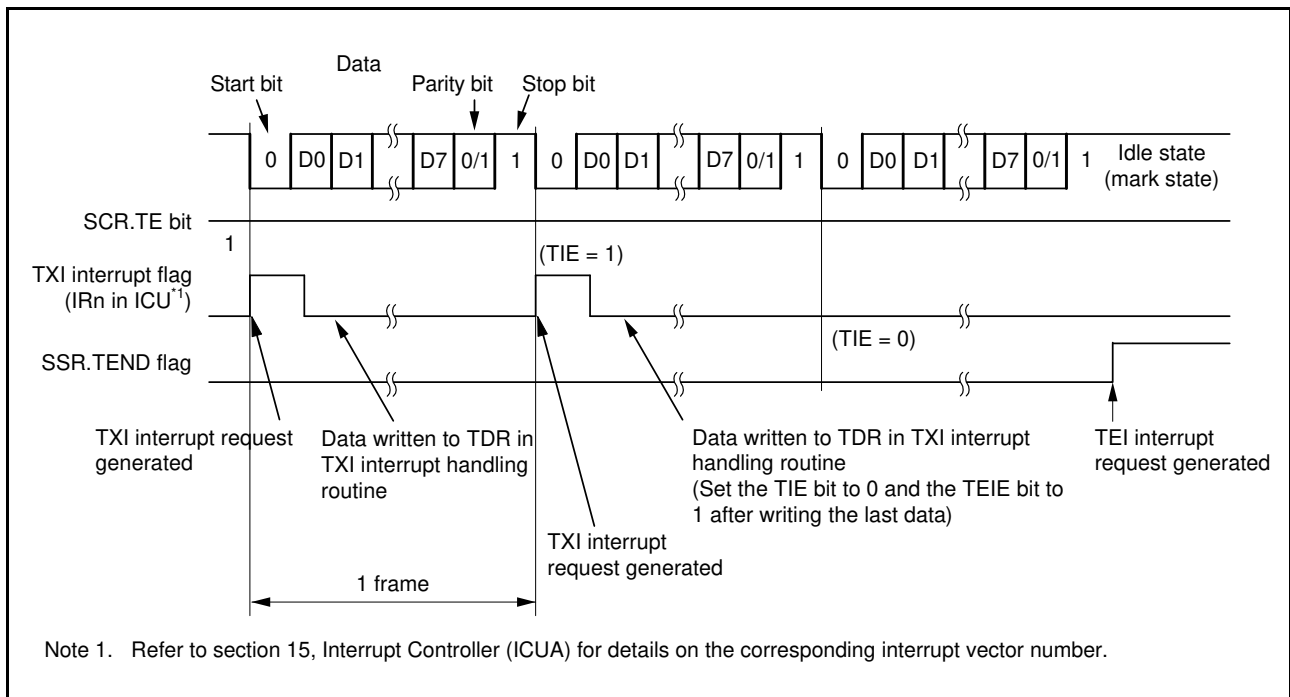 Data
Start bit
Parity bit
Stop bit
0 D0 D1 D7 0/1 1 0 D0 D1 D7 0/1 1 0 D0 D1 D7 0/1 1
Idle state
(mark state)
SCR.TE bit
1
(TIE = 1)
TXI interrupt flag
(IRn in ICU*1)
(TIE = 0)
SSR.TEND flag
TXI interrupt request
generated
Data written to TDR in
TXI interrupt handling
routine
Data written to TDR in TXI interrupt
handling routine
(Set the TIE bit to 0 and the TEIE bit to
1 after writing the last data)
TEI interrupt
request generated
TXI interrupt
request generated
1 frame
Note 1. Refer to section 15, Interrupt Controller (ICUA) for details on the corresponding interrupt vector number.